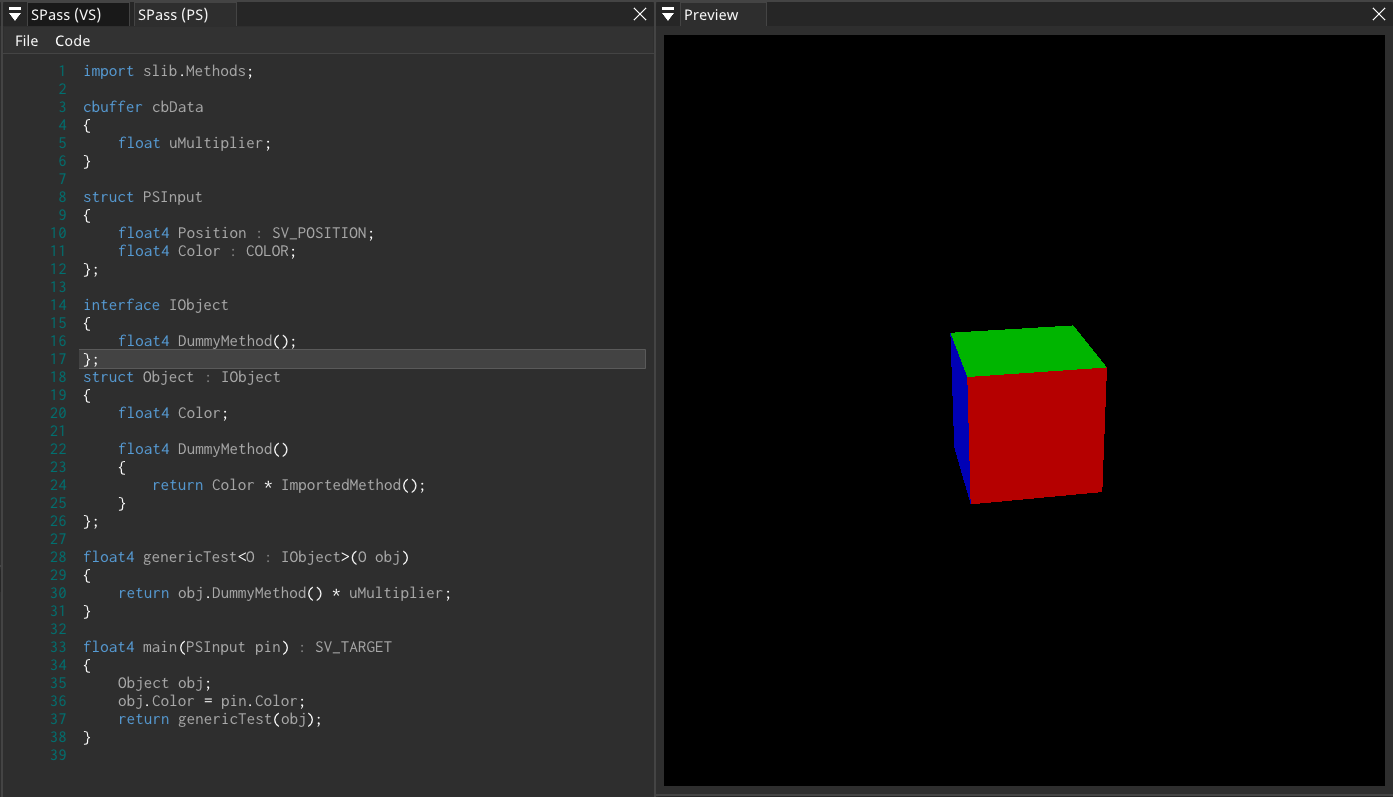 SPass (VS) SPass (PS)
File Code
1 import slib.Methods;
2
3 cbuffer cbData
4 {
5     float uMultiplier;
6 }
7
8 struct PSInput
9 {
10     float4 Position : SV_POSITION;
11     float4 Color : COLOR;
12 };
13
14 interface IObject
15 {
16     float4 DummyMethod();
17 };
18 struct Object : IObject
19 {
20     float4 Color;
21
22     float4 DummyMethod()
23     {
24         return Color * ImportedMethod();
25     }
26 };
27
28 float4 genericTest<O : IObject>(O obj)
29 {
30     return obj.DummyMethod() * uMultiplier;
31 }
32
33 float4 main(PSInput pin) : SV_TARGET
34 {
35     Object obj;
36     obj.Color = pin.Color;
37     return genericTest(obj);
38 }
39
Preview